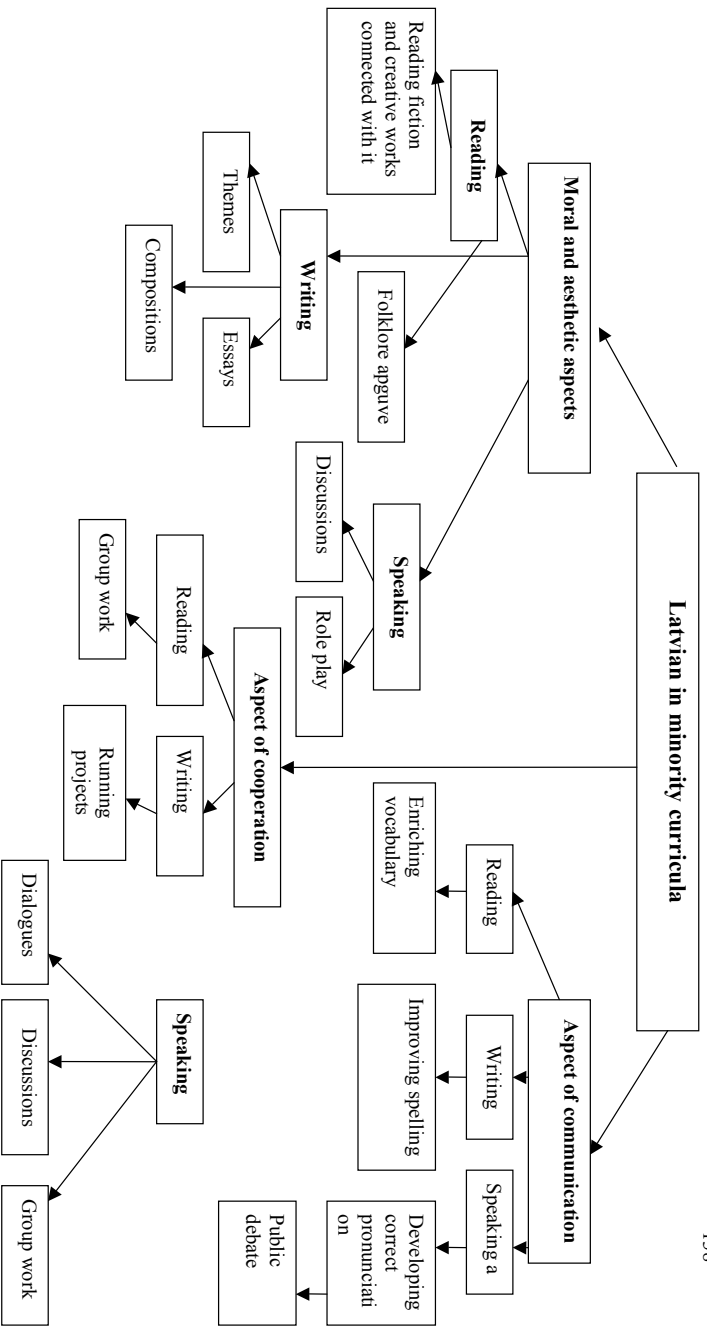 Latvian in minority curricula
Moral and aesthetic aspects
Aspect of communication
Reading
Reading
Writing
Speaking a
Reading fiction
and creative works
connected with it
Folklore apguve
Speaking
Enriching
vocabulary
Improving spelling
Developing
correct
pronunciati
on
Writing
Discussions
Role play
Public
debate
Themes
Essays
Aspect of cooperation
Compositions
Reading
Writing
Speaking
Group work
Running
projects
Dialogues
Discussions
Group work